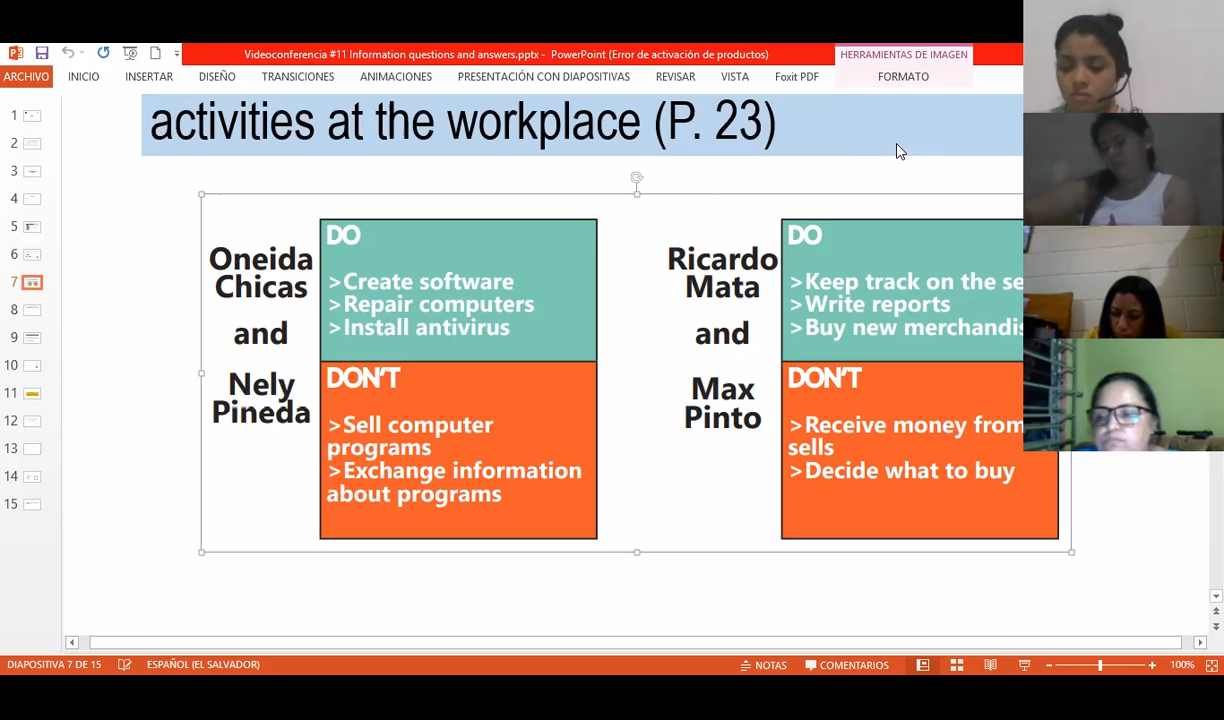 Videoconferencia #11 Information questions and answers.pptx - PowerPoint (Error de activación de productos)
HERRAMIENTAS DE IMAGEN
ARCHIVO INICIO INSERTAR DISEÑO TRANSICIONES ANIMACIONES PRESENTACIÓN CON DIAPOSITIVAS REVISAR VISTA Foxit PDF FORMATO
1
2
3
4
5
6
7
8
9
10
11
12
13
14
15
activities at the workplace (P. 23)
Oneida
Chicas
and
Nely
Pineda
DO
>Create software
>Repair computers
>Install antivirus
DON'T
>Sell computer
programs
>Exchange information
about programs
Ricardo
Mata
and
Max
Pinto
DO
>Keep track on the se
>Write reports
>Buy new merchandis
DON'T
>Receive money from
sells
>Decide what to buy
DIAPOSITIVA 7 DE 15 ESPAÑOL (EL SALVADOR) NOTAS COMENTARIOS 100%